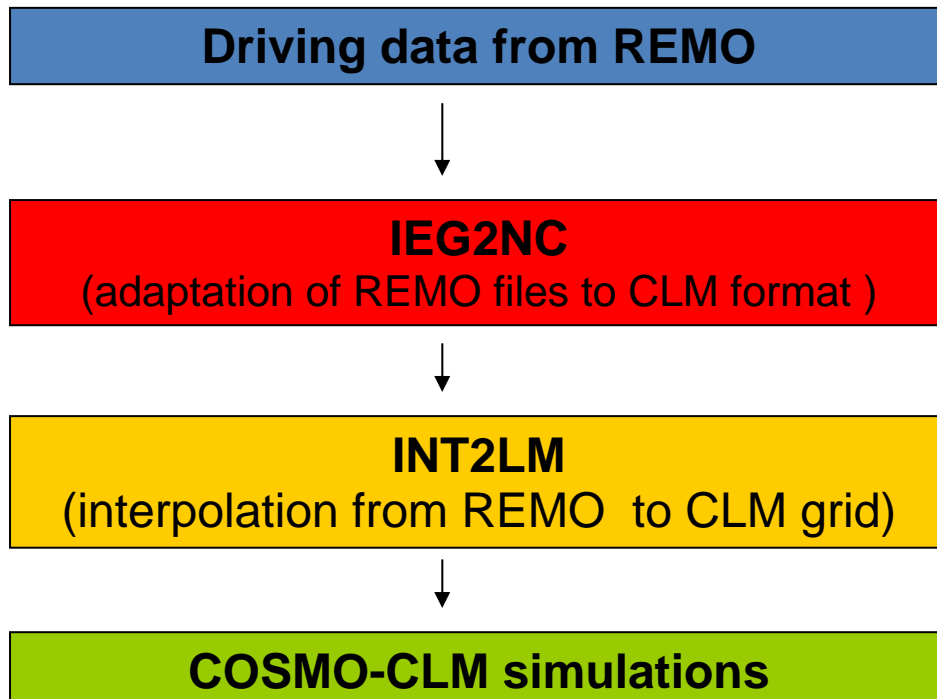 Driving data from REMO
IEG2NC
(adaptation of REMO files to CLM format )
INT2LM
(interpolation from REMO  to CLM grid)
COSMO-CLM simulations